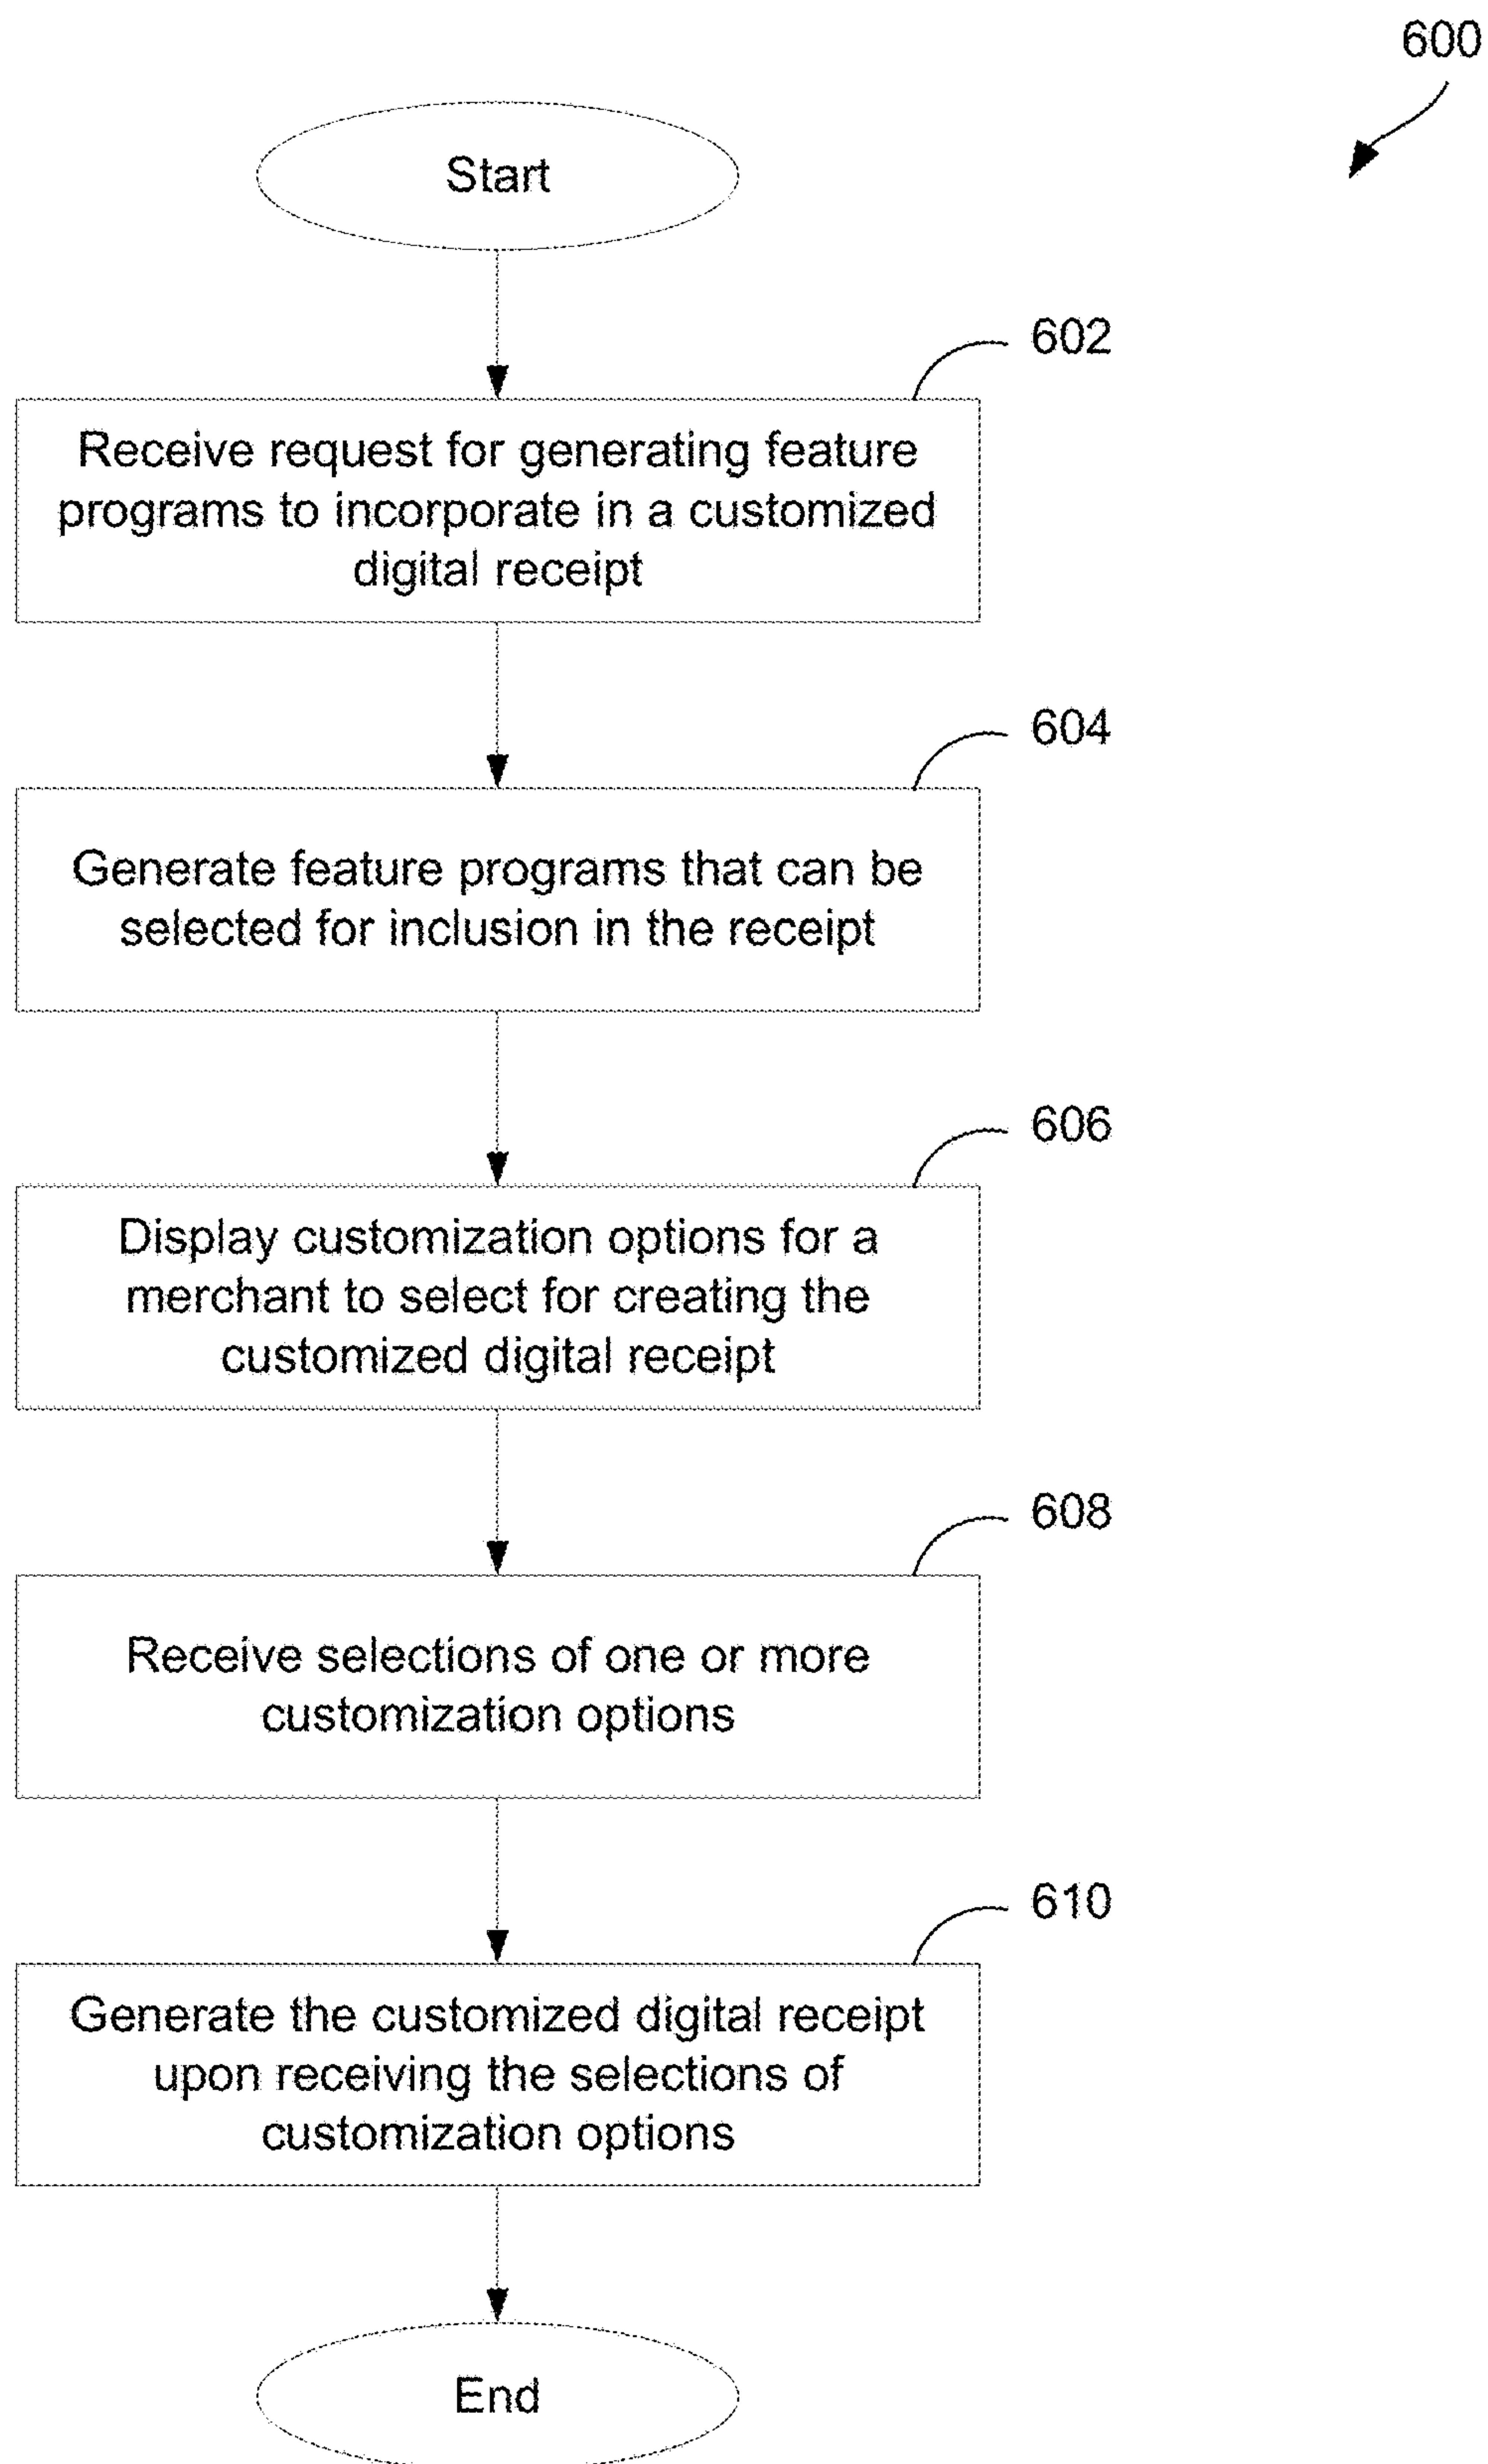 600
Start
602
Receive request for generating feature
programs to incorporate in a customized
digital receipt
604
Generate feature programs that can be
selected for inclusion in the receipt
606
Display customization options for a
merchant to select for creating the
customized digital receipt
608
Receive selections of one or more
customization options
610
Generate the customized digital receipt
upon receiving the selections of
customization options
End